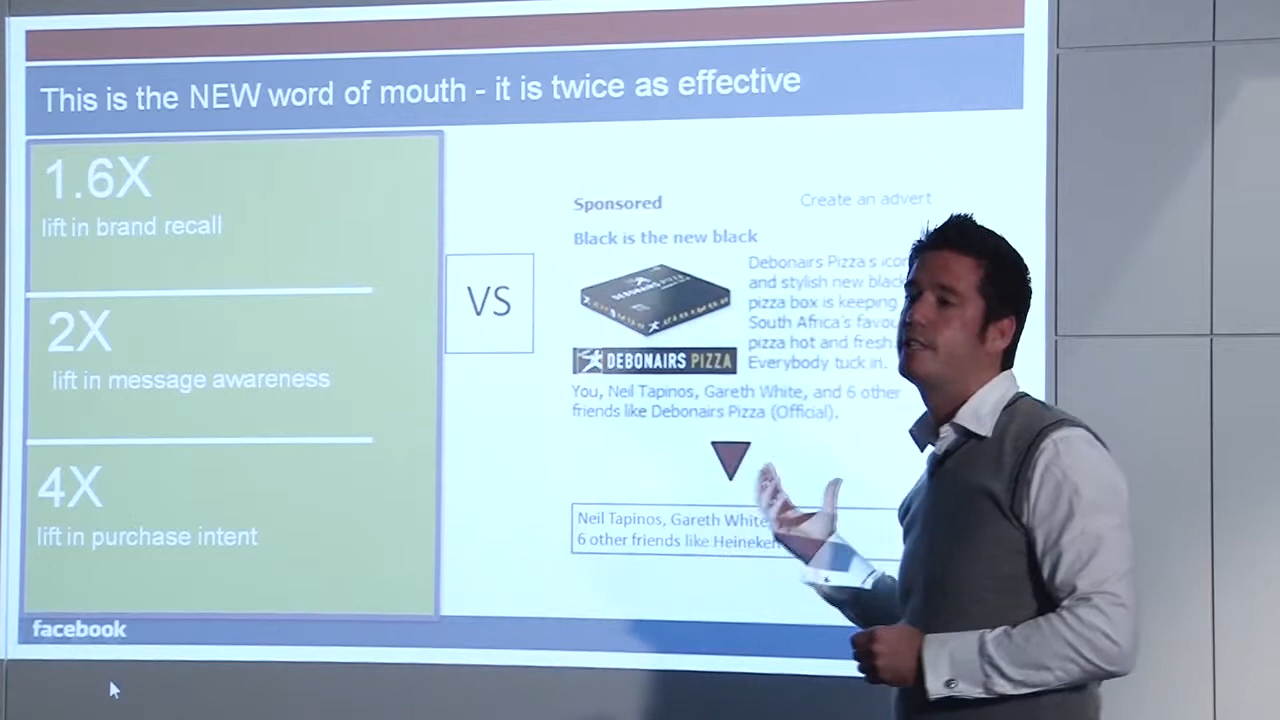 This is the NEW word of mouth - it is twice as effective
1.6X
lift in brand recall
2X
lift in message awareness
4X
lift in purchase intent
VS
Sponsored
Create an advert
Black is the new black
DEBONAIRS PIZZA
Debonairs Pizza's
and stylish new black
pizza box is keeping
South Africa's
pizza hot and fresh.
Everybody tuck in.
DEBONAIRS PIZZA
You, Neil Tapinos, Gareth White, and 6 other
friends like Debonairs Pizza (Official).
Neil Tapinos, Gareth White
6 other friends like Heineken
facebook